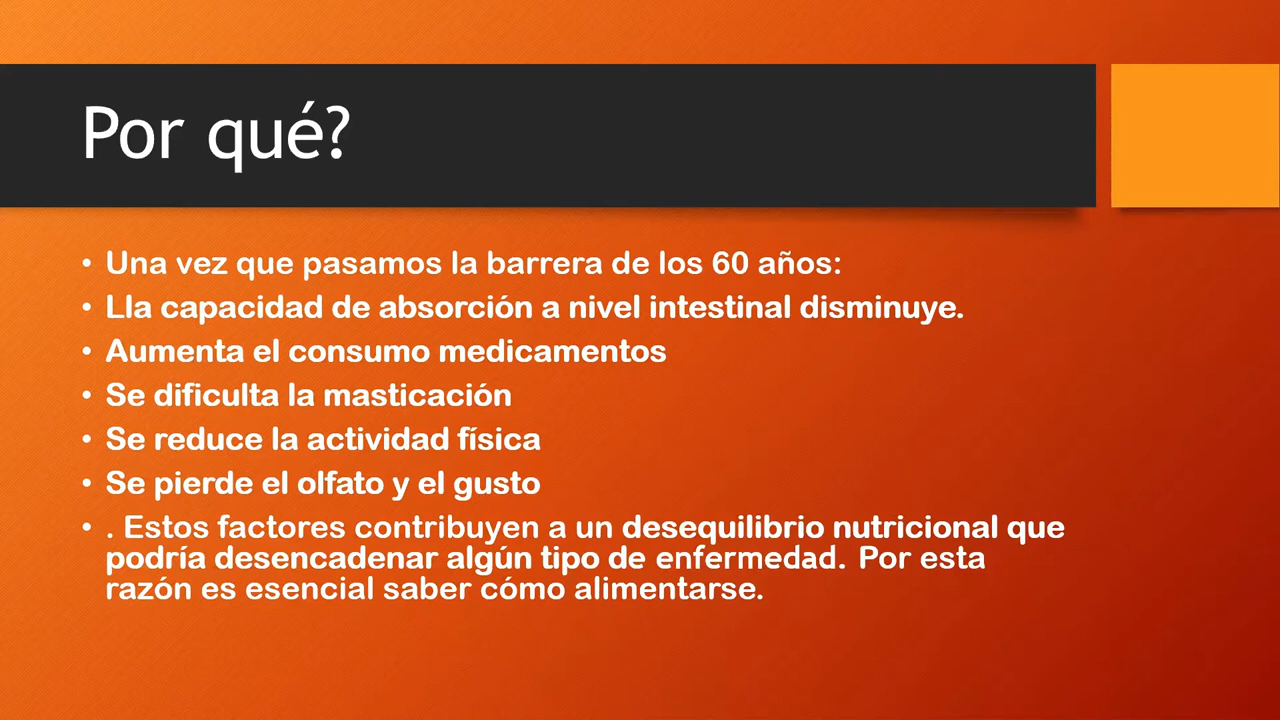 Por qué?
• Una vez que pasamos la barrera de los 60 años:
• Lla capacidad de absorción a nivel intestinal disminuye.
• Aumenta el consumo medicamentos
• Se dificulta la masticación
• Se reduce la actividad física
• Se pierde el olfato y el gusto
• . Estos factores contribuyen a un desequilibrio nutricional que
podría desencadenar algún tipo de enfermedad. Por esta
razón es esencial saber cómo alimentarse.